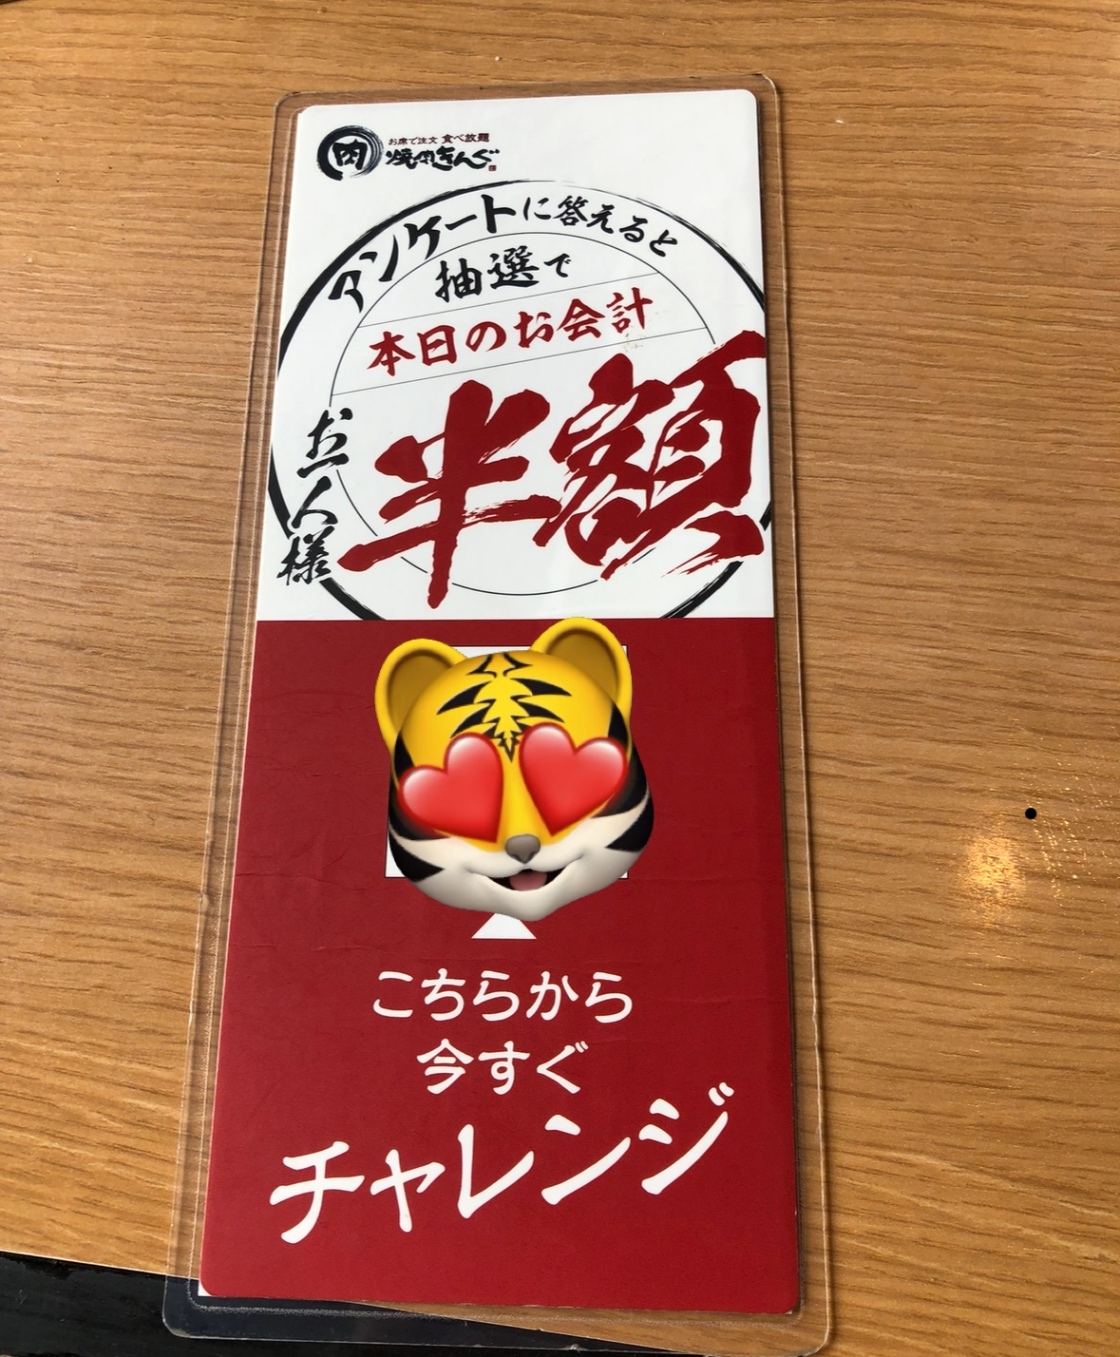 肉
お席で注文 食べ放題
焼肉きんぐ
アンケートに答えると
抽選で
本日のお会計
お一人様
半額
こちらから
今すぐ
チャレンジ